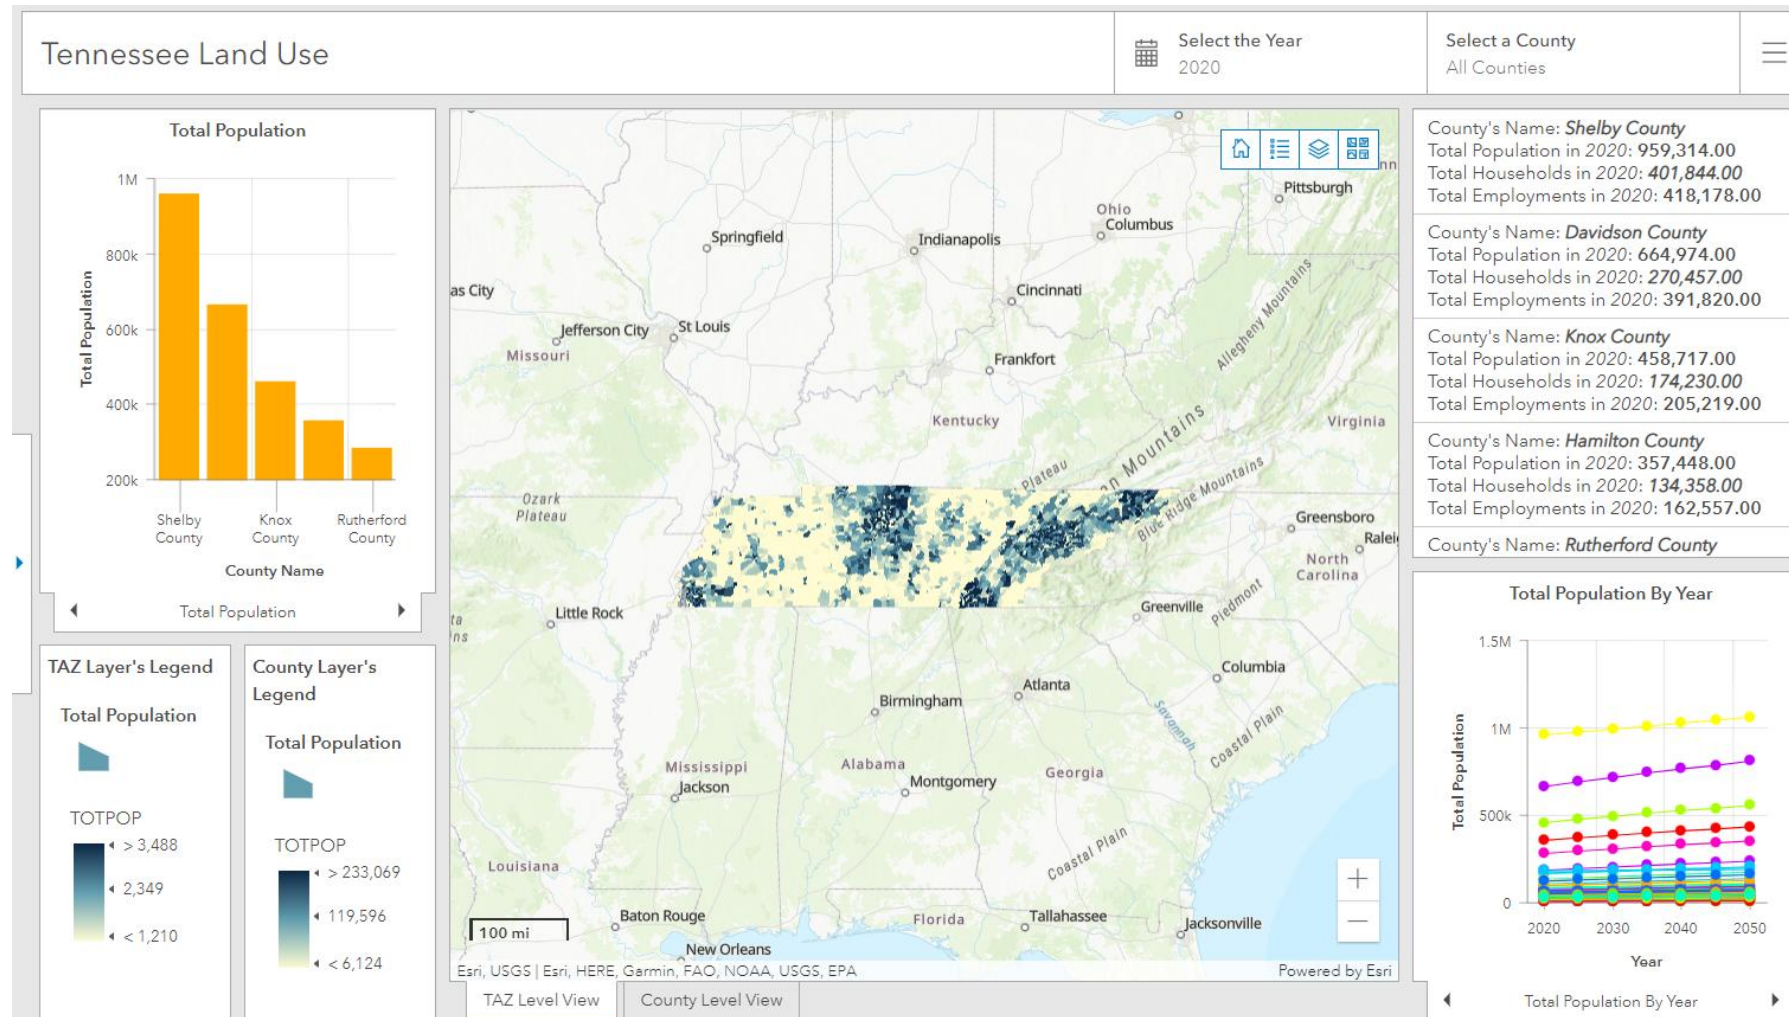 Tennessee Land Use
Select the Year
2020
Select a County
All Counties
Total Population
1M
800k
600k
400k
200k
Total Population
Shelby
County
Knox
County
Rutherford
County
County Name
Total Population
TAZ Layer's Legend
Total Population
TOTPOP
> 3,488
2,349
< 1,210
County Layer's
Legend
Total Population
TOTPOP
> 233,069
119,596
< 6,124
Pittsburgh
Ohio
Columbus
Springfield
Indianapolis
as City
Cincinnati
Jefferson City
St Louis
Missouri
Frankfort
Allegheny Mountains
Kentucky
Virginia
Plateau
an Mountains
Blue Ridge Mountains
Ozark
Plateau
Greensboro
Ralei
North
Carolina
Little Rock
Greenville
Piedmont
Columbia
Atlanta
Birmingham
Savannah
Coastal Plain
Mississippi
Jackson
Alabama
Montgomery
Georgia
Coastal Plain
Louisiana
Baton Rouge
Florida
Tallahassee
Jacksonville
New Orleans
100 mi
Esri, USGS | Esri, HERE, Garmin, FAO, NOAA, USGS, EPA
Powered by Esri
TAZ Level View
County Level View
County's Name: Shelby County
Total Population in 2020: 959,314.00
Total Households in 2020: 401,844.00
Total Employments in 2020: 418,178.00
County's Name: Davidson County
Total Population in 2020: 664,974.00
Total Households in 2020: 270,457.00
Total Employments in 2020: 391,820.00
County's Name: Knox County
Total Population in 2020: 458,717.00
Total Households in 2020: 174,230.00
Total Employments in 2020: 205,219.00
County's Name: Hamilton County
Total Population in 2020: 357,448.00
Total Households in 2020: 134,358.00
Total Employments in 2020: 162,557.00
County's Name: Rutherford County
Total Population By Year
1.5M
1M
500k
0
Total Population
2020
2030
2040
2050
Year
Total Population By Year